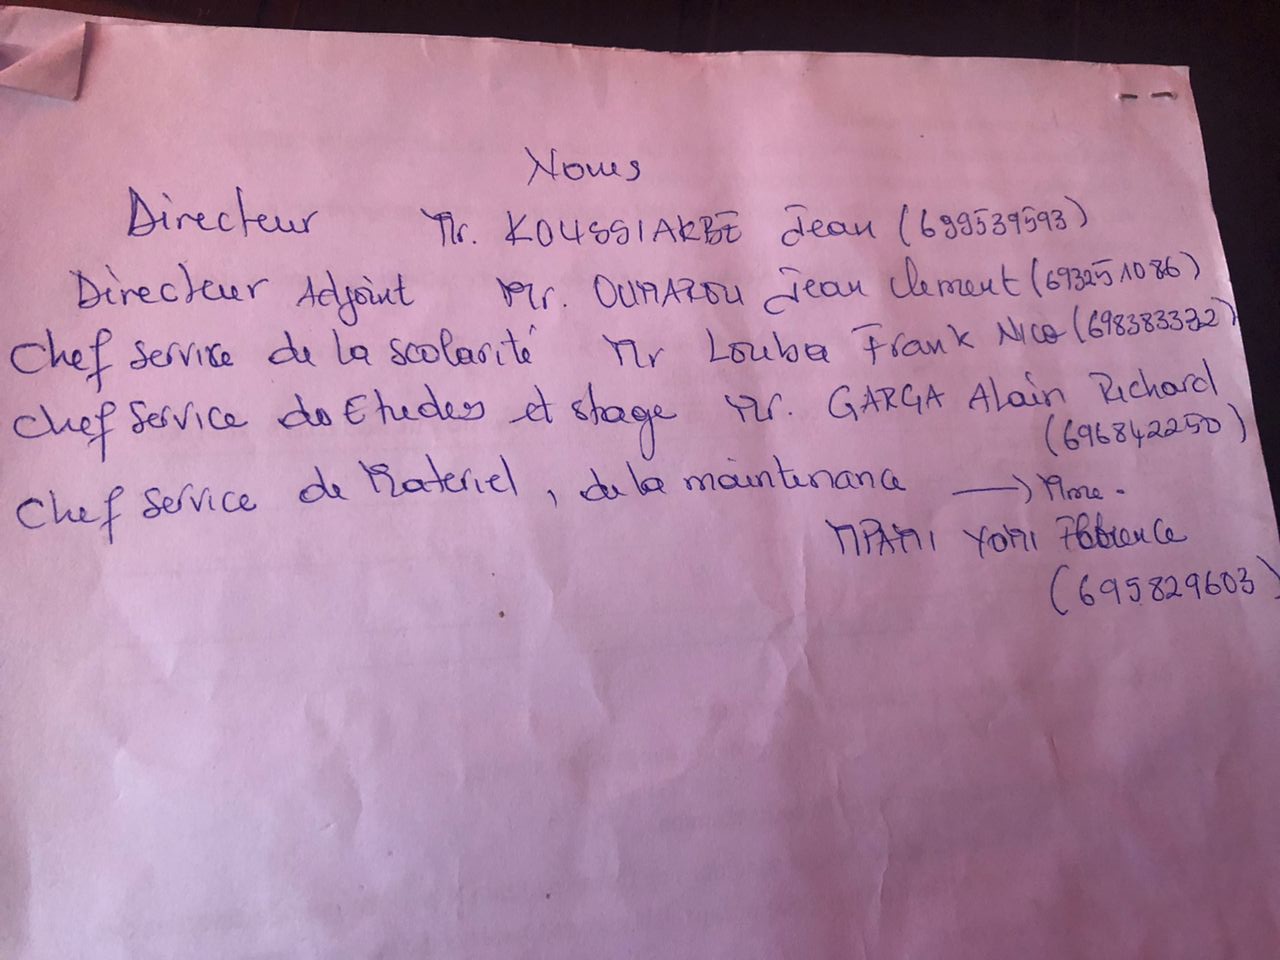 Noms
Directeur Mr. KOUSSIAKBÉ Jean (699539593)
Directeur Adjoint Mr. OUMAROU Jean Clement (693251086)
Chef service de la scolarité Mr Louba Frank Nico (698383332)
Chef Service des Etudes et stage Mr. GARGA Alain Richard
(696842250)
Chef Service de Materiel, de la maintenance → Mme.
MPAMI YOMI Florence
(695829603)